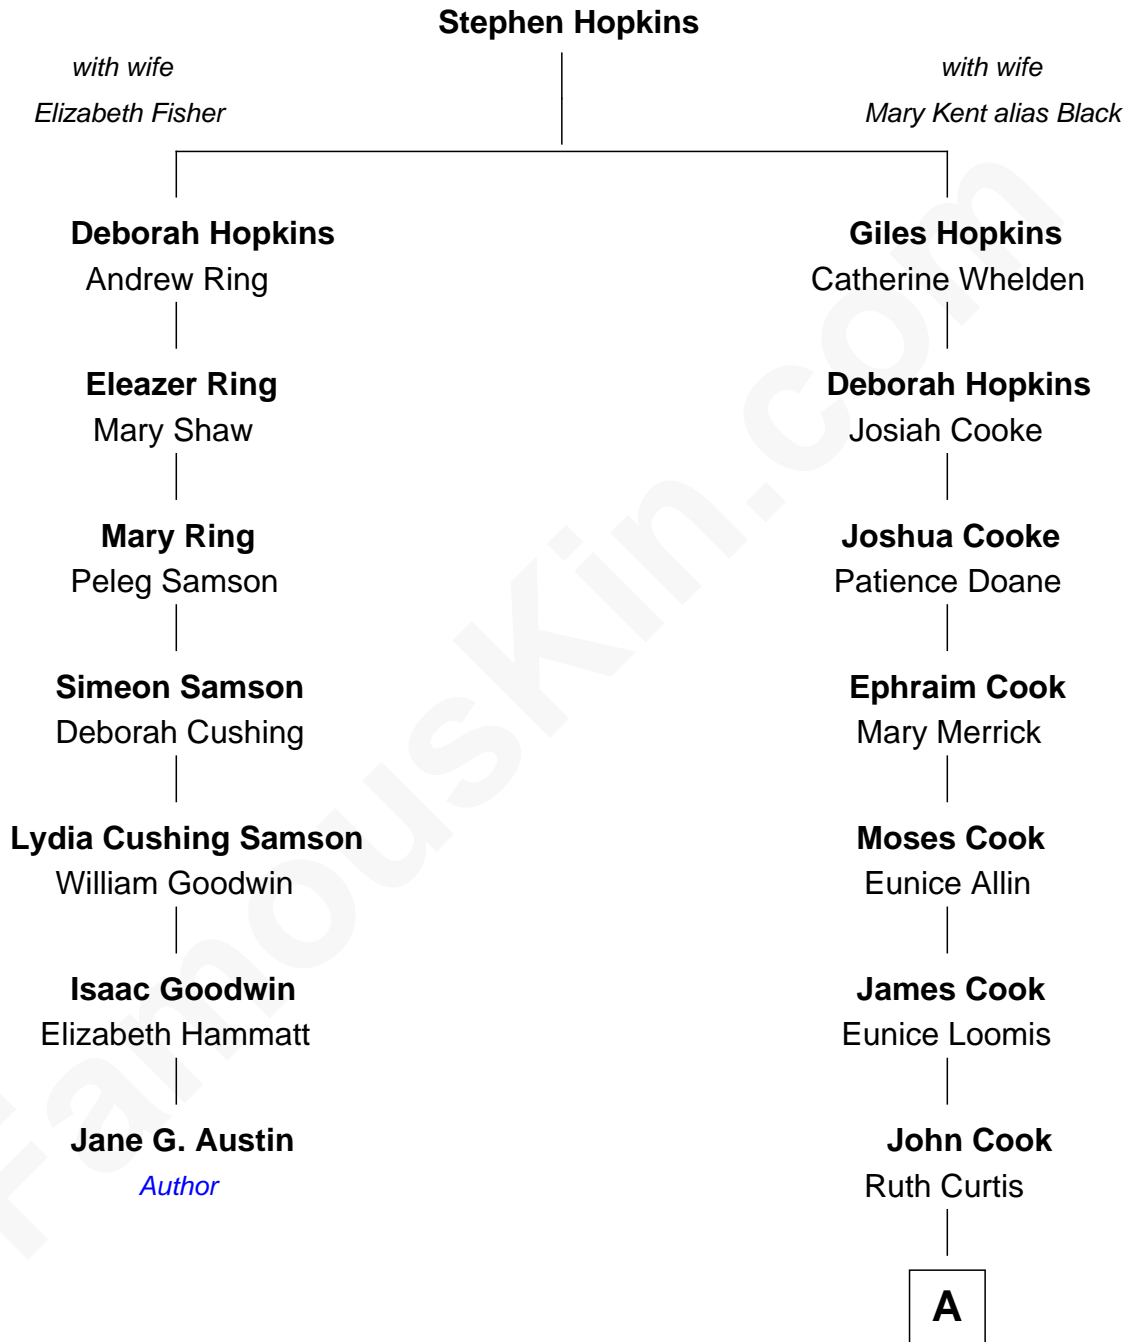 Stephen Hopkins
with wife
Elizabeth Fisher
with wife
Mary Kent alias Black
Deborah Hopkins
Andrew Ring
Giles Hopkins
Catherine Whelden
Eleazer Ring
Mary Shaw
Deborah Hopkins
Josiah Cooke
Mary Ring
Peleg Samson
Joshua Cooke
Patience Doane
Simeon Samson
Deborah Cushing
Ephraim Cook
Mary Merrick
Lydia Cushing Samson
William Goodwin
Moses Cook
Eunice Allin
Isaac Goodwin
Elizabeth Hammatt
James Cook
Eunice Loomis
Jane G. Austin
Author
John Cook
Ruth Curtis
A
FamousKin.com